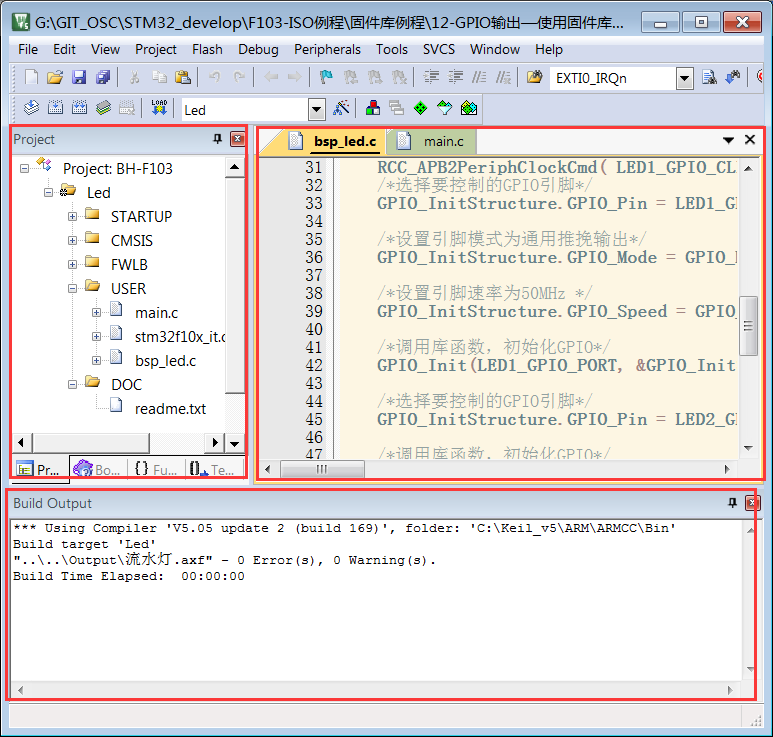 G:\GIT_OSC\STM32_develop\F103-ISO例程\固件库例程\12-GPIO输出—使用固件库...
File Edit View Project Flash Debug Peripherals Tools SVCS Window Help
EXTI0_IRQn
LOAD
Led
Project
Project: BH-F103
Led
STARTUP
CMSIS
FWLB
USER
main.c
stm32f10x_it.c
bsp_led.c
DOC
readme.txt
Pr... Bo... {} Fu... Te...
bsp_led.c main.c
31 RCC_APB2PeriphClockCmd( LED1_GPIO_CL
32 /*选择要控制的GPIO引脚*/
33 GPIO_InitStructure.GPIO_Pin = LED1_G
34
35 /*设置引脚模式为通用推挽输出*/
36 GPIO_InitStructure.GPIO_Mode = GPIO_
37
38 /*设置引脚速率为50MHz */
39 GPIO_InitStructure.GPIO_Speed = GPIO_
40
41 /*调用库函数，初始化GPIO*/
42 GPIO_Init(LED1_GPIO_PORT, &GPIO_Init
43
44 /*选择要控制的GPIO引脚*/
45 GPIO_InitStructure.GPIO_Pin = LED2_G
46
47 /*调用库函数，初始化GPIO*/
Build Output
*** Using Compiler 'V5.05 update 2 (build 169)', folder: 'C:\Keil_v5\ARM\ARMCC\Bin'
Build target 'Led'
"..\..\Output\流水灯.axf" - 0 Error(s), 0 Warning(s).
Build Time Elapsed:  00:00:00